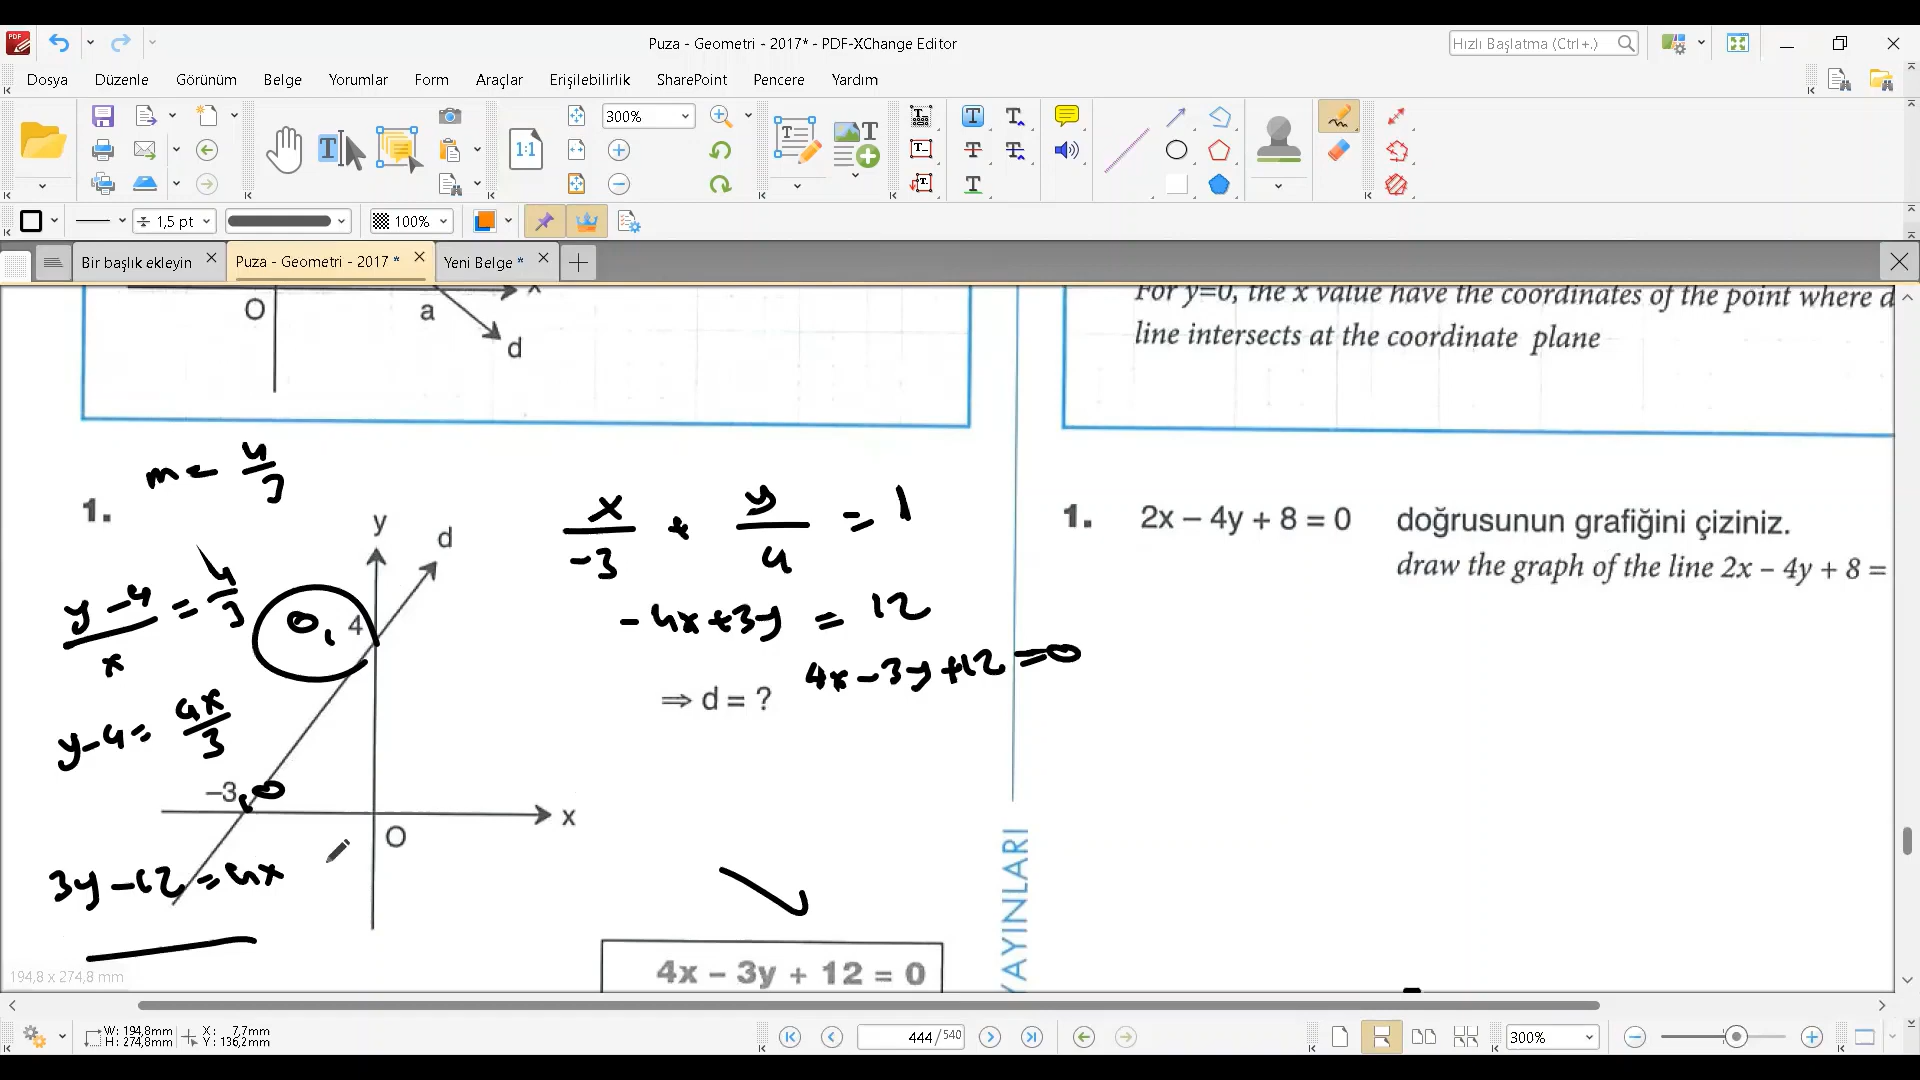 Puza - Geometri - 2017* - PDF-XChange Editor
Hızlı Başlatma (Ctrl+.)
Dosya Düzenle Görünüm Belge Yorumlar Form Araçlar Erişilebilirlik SharePoint Pencere Yardım
300%
1:1
1,5 pt
100%
Bir başlık ekleyin
Puza - Geometri - 2017 *
Yeni Belge *
O a x
d
For y=0, the x value have the coordinates of the point where d
line intersects at the coordinate plane
m = 4/3
1.
y d
x/-3 + y/4 = 1
y-4/x = 4/3
0, 4
-4x+3y = 12
4x-3y+12=0
⇒ d = ?
y-4= 4x/3
-3,0
x
O
3y-12=4x
4x – 3y + 12 = 0
1. 2x – 4y + 8 = 0 doğrusunun grafiğini çiziniz.
draw the graph of the line 2x – 4y + 8 =
YAYINLARI
194,8 x 274,8 mm
W: 194,8mm
H: 274,8mm
X: 7,7mm
Y: 136,2mm
444 / 540
300%